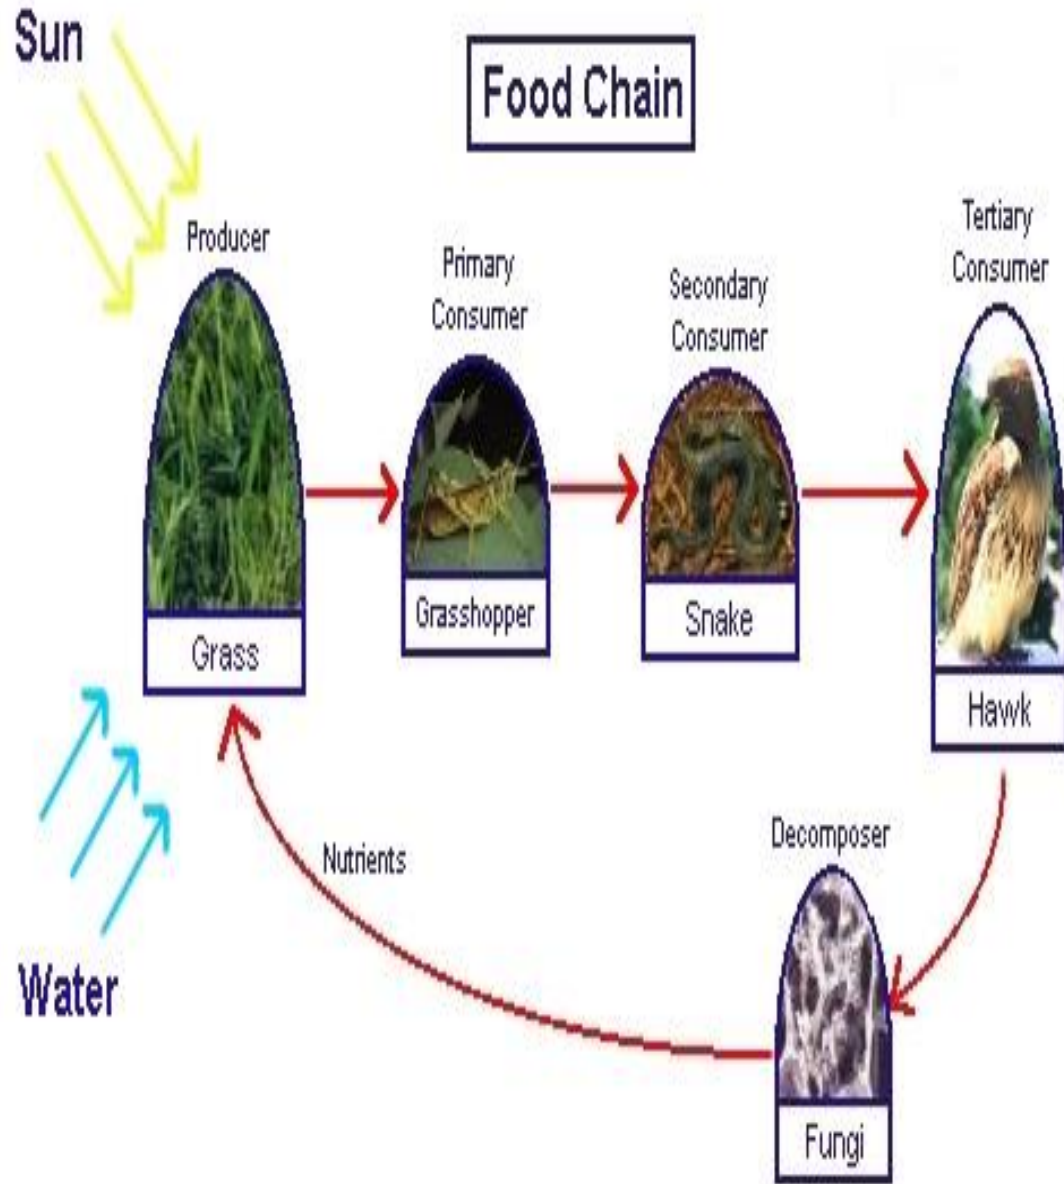 Sun
Food Chain
Producer
Primary
Consumer
Secondary
Consumer
Tertiary
Consumer
Grass
Grasshopper
Snake
Hawk
Nutrients
Decomposer
Water
Fungi